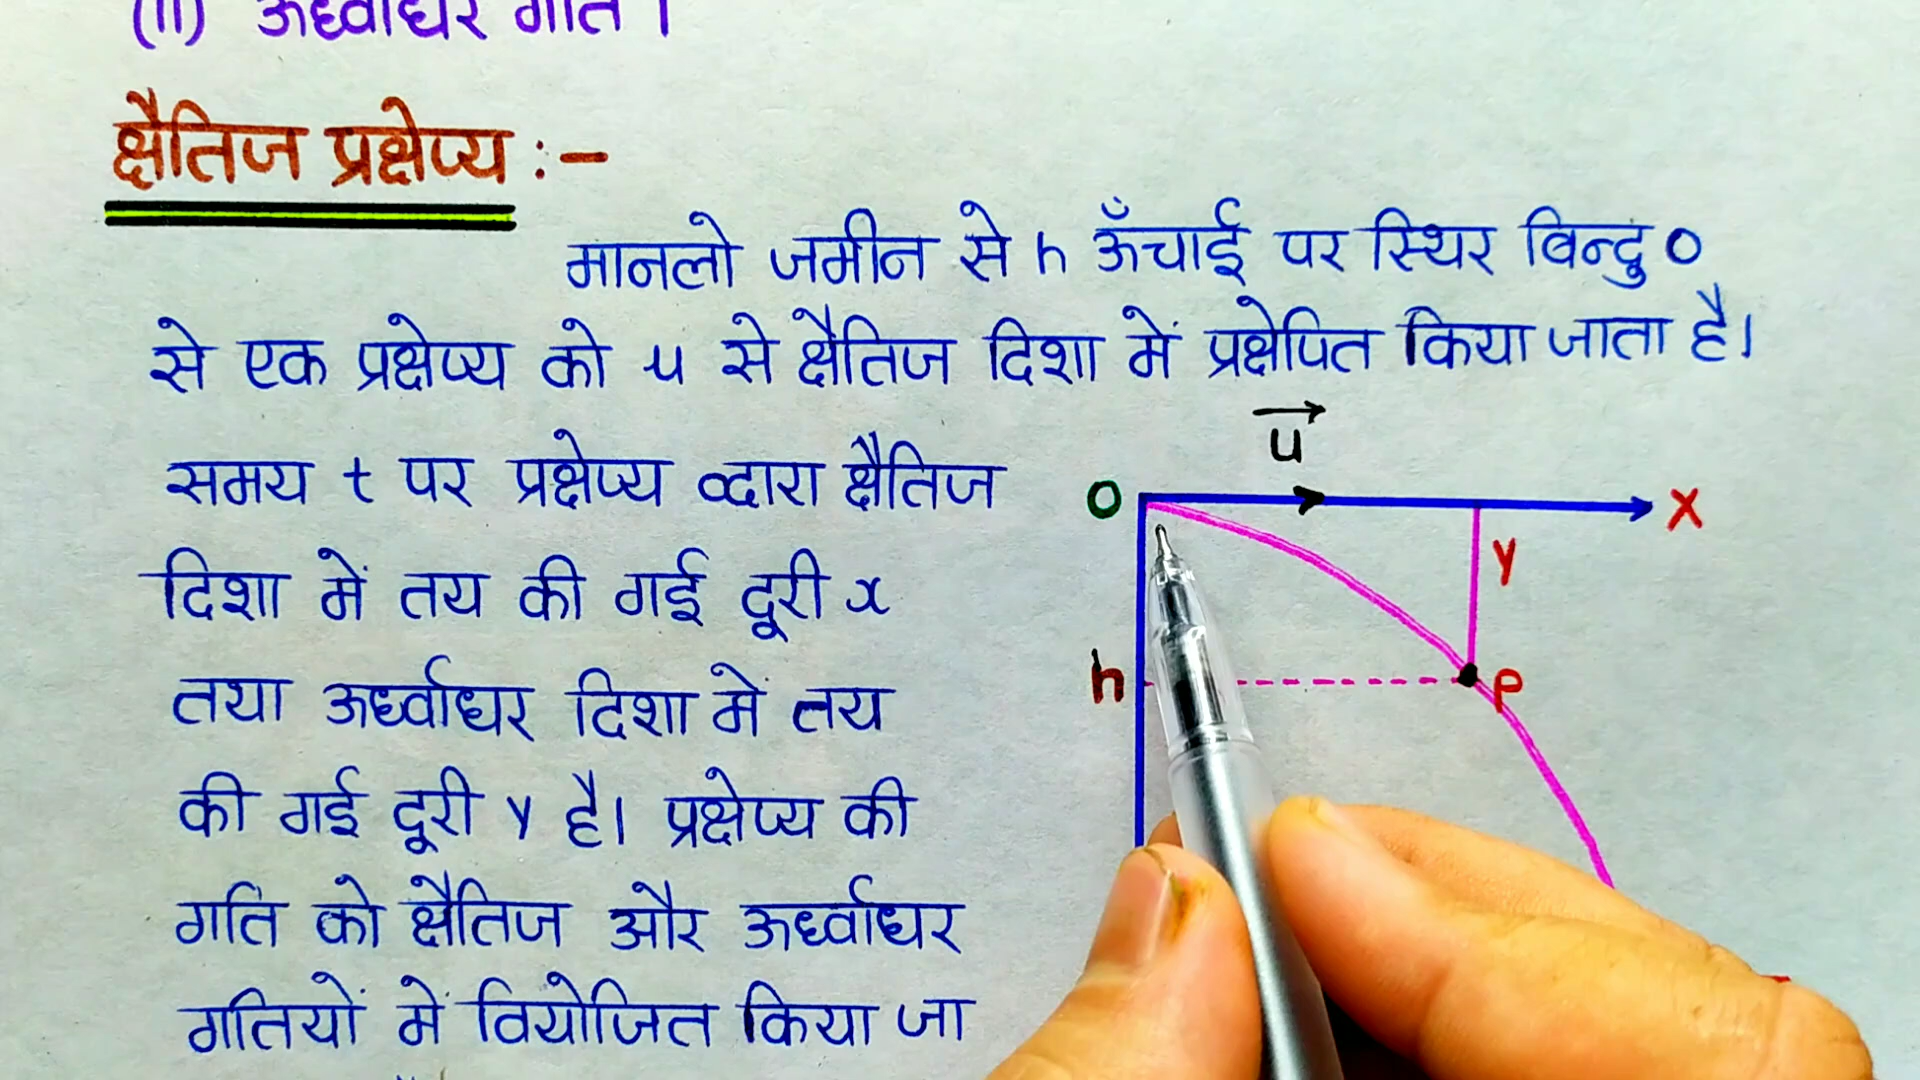 (ii) ऊर्ध्वाधर गति ।
क्षैतिज प्रक्षेप्य :-
मानलो जमीन से h ऊँचाई पर स्थिर बिन्दु O
से एक प्रक्षेप्य को u से क्षैतिज दिशा में प्रक्षेपित किया जाता है।
समय t पर प्रक्षेप्य द्वारा क्षैतिज
दिशा में तय की गई दूरी x
तथा ऊर्ध्वाधर दिशा में तय
की गई दूरी y है। प्रक्षेप्य की
गति को क्षैतिज और ऊर्ध्वाधर
गतियों में वियोजित किया जा
u
O
X
y
h
P